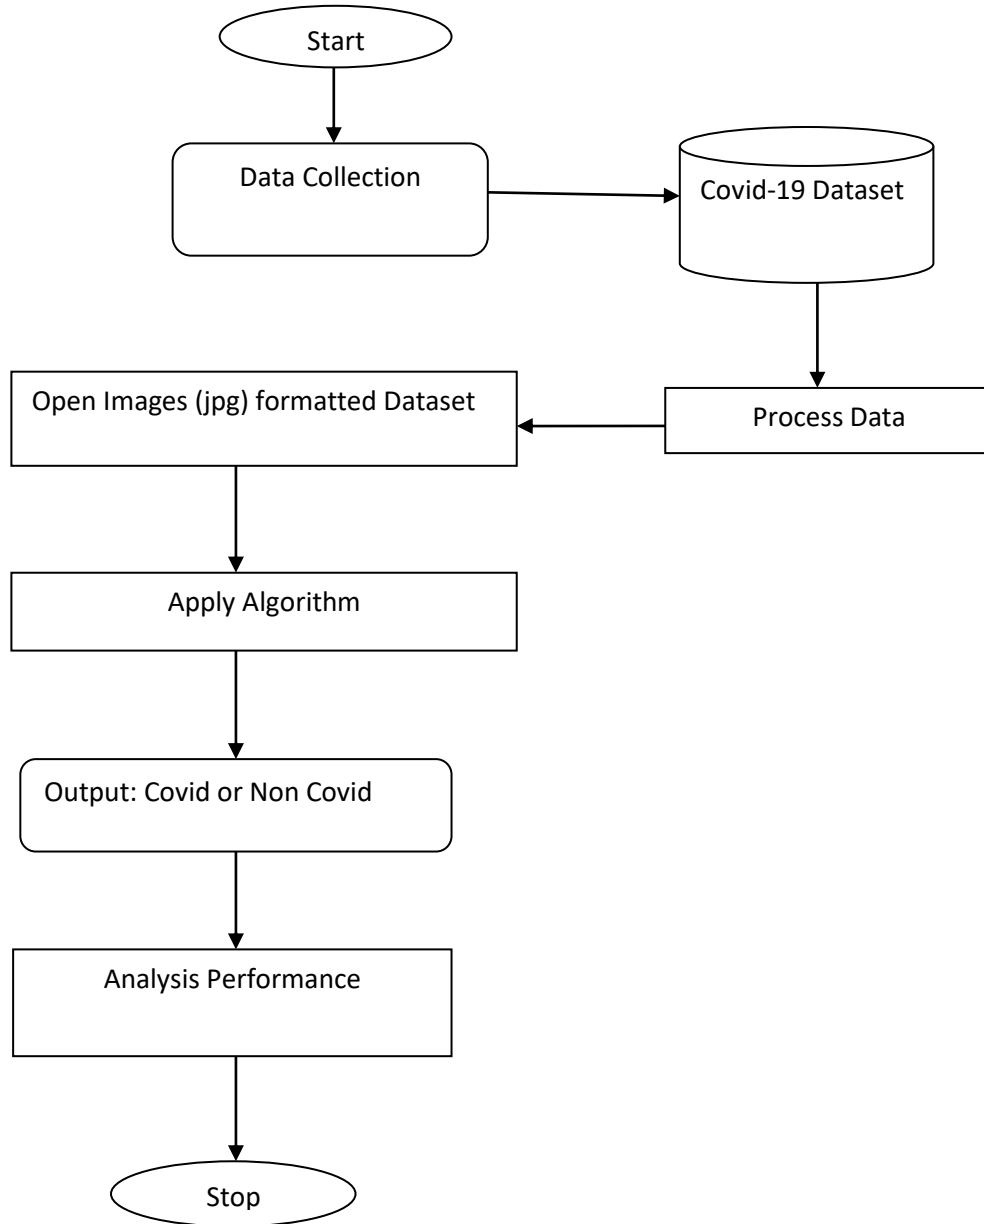 Start
Data Collection
Covid-19 Dataset
Process Data
Open Images (jpg) formatted Dataset
Apply Algorithm
Output: Covid or Non Covid
Analysis Performance
Stop